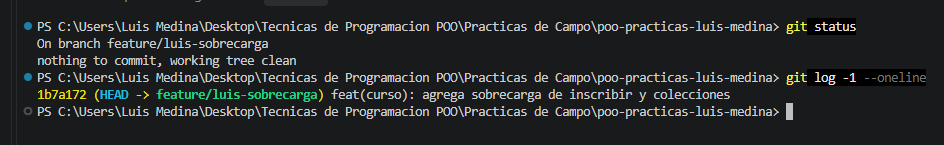 PS C:\Users\Luis Medina\Desktop\Tecnicas de Programacion POO\Practicas de Campo\poo-practicas-luis-medina> git status
On branch feature/luis-sobrecarga
nothing to commit, working tree clean
PS C:\Users\Luis Medina\Desktop\Tecnicas de Programacion POO\Practicas de Campo\poo-practicas-luis-medina> git log -1 --oneline
1b7a172 (HEAD -> feature/luis-sobrecarga) feat(curso): agrega sobrecarga de inscribir y colecciones
PS C:\Users\Luis Medina\Desktop\Tecnicas de Programacion POO\Practicas de Campo\poo-practicas-luis-medina>